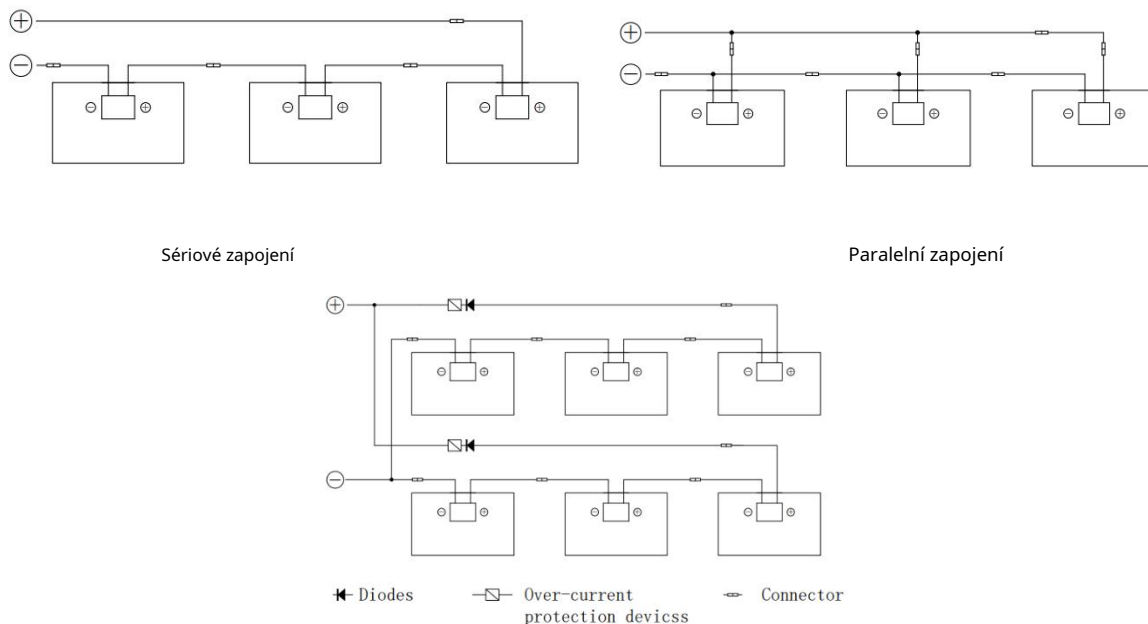 Sériové zapojení
Paralelní zapojení
Diodes
Over-current
protection devicss
Connector